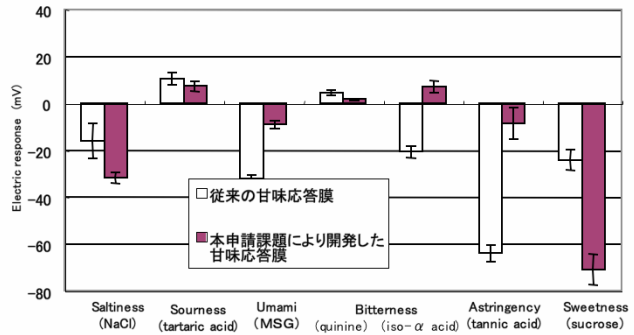 40
20
0
−20
−40
−60
−80
Electric response (mV)
従来の甘味応答膜
本申請課題により開発した
甘味応答膜
Saltiness Sourness Umami Bitterness Astringency Sweetness
(NaCl) (tartaric acid) (MSG) (quinine) (iso-α acid) (tannic acid) (sucrose)